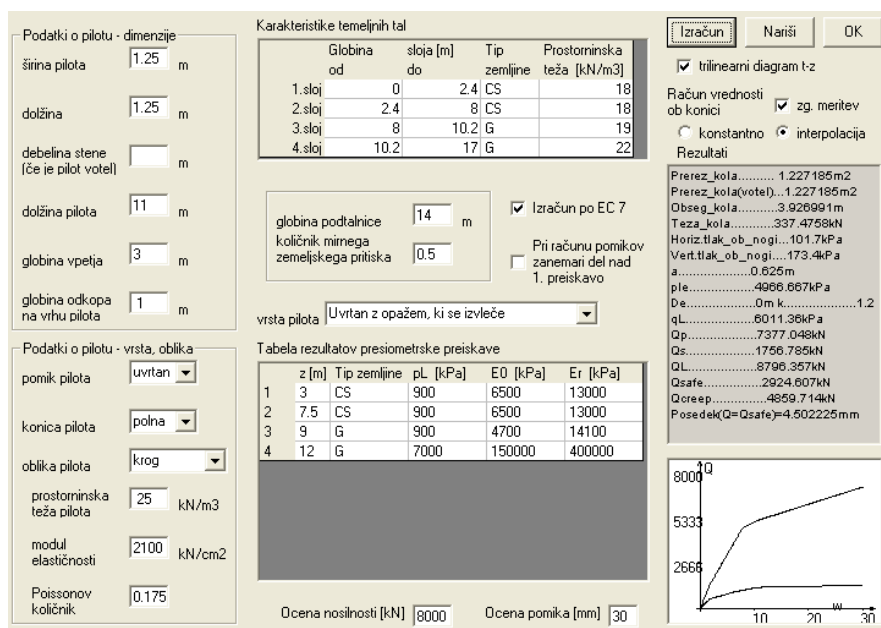 Podatki o pilotu - dimenzije
širina pilota 1.25 m
dolžina 1.25 m
debelina stene (če je pilot votel) m
dolžina pilota 11 m
globina vpetja 3 m
globina odkopa na vrhu pilota 1 m
Podatki o pilotu - vrsta, oblika
pomik pilota uvrtan
konica pilota polna
oblika pilota krog
prostorninska teža pilota 25 kN/m3
modul elastičnosti 2100 kN/cm2
Poissonov količnik 0.175
Karakteristike temeljnih tal
Globina sloja [m] Tip Prostorninska
od do zemljine teža [kN/m3]
1.sloj 0 2.4 CS 18
2.sloj 2.4 8 CS 18
3.sloj 8 10.2 G 19
4.sloj 10.2 17 G 22
globina podtalnice 14 m
količnik mirnega zemeljskega pritiska 0.5
Izračun po EC 7
Pri računu pomikov zanemari del nad 1. preiskavo
vrsta pilota Uvrtan z opažem, ki se izvleče
Tabela rezultatov presiometrske preiskave
z [m] Tip zemljine pL [kPa] E0 [kPa] Er [kPa]
1 3 CS 900 6500 13000
2 7.5 CS 900 6500 13000
3 9 G 900 4700 14100
4 12 G 7000 150000 400000
Ocena nosilnosti [kN] 8000 Ocena pomika [mm] 30
Izračun Nariši OK
trilinearni diagram t-z
Račun vrednosti ob konici zg. meritev
konstantno interpolacija
Rezultati
Prerez_kola.......... 1.227185m2
Prerez_kola(votel)...1.227185m2
Obseg_kola..........3.926991m
Teza_kola..........337.4758kN
Horiz.tlak_ob_nogi...101.7kPa
Vert.tlak_ob_nogi....173.4kPa
a...................0.625m
ple..................4966.667kPa
De..................0m k..................1.2
qL..................6011.36kPa
Qp..................7377.048kN
Qs..................1756.785kN
QL..................8796.357kN
Qsafe...............2924.607kN
Qcreep..............4859.714kN
Posedek(Q=Qsafe)=4.502225mm
Q
8000
5333
2666
10 20 30
w